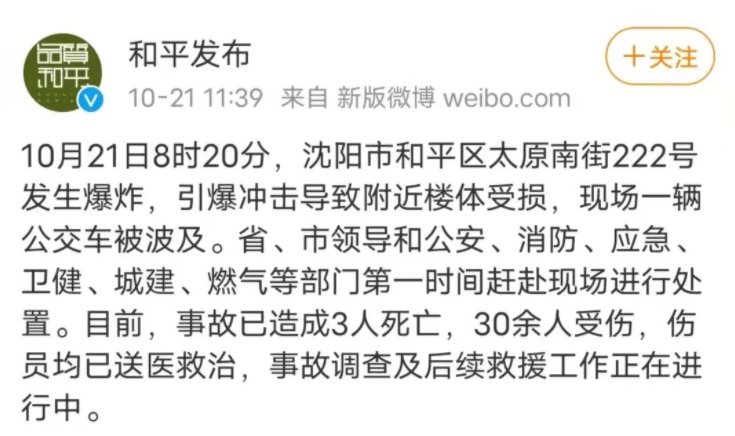 品質
和平
和平发布
+关注
10-21 11:39 来自 新版微博 weibo.com
10月21日8时20分，沈阳市和平区太原南街222号
发生爆炸，引爆冲击导致附近楼体受损，现场一辆
公交车被波及。省、市领导和公安、消防、应急、
卫健、城建、燃气等部门第一时间赶赴现场进行处
置。目前，事故已造成3人死亡，30余人受伤，伤
员均已送医救治，事故调查及后续救援工作正在进
行中。